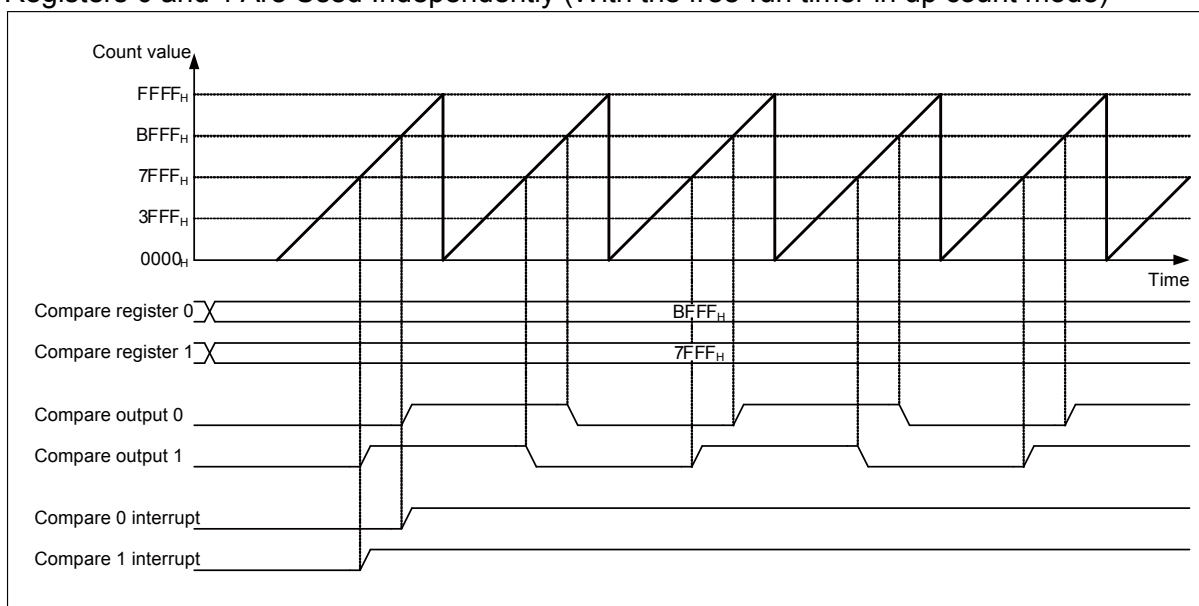 Registers 0 and 1 Are Used Independently (With the free-run timer in up-count mode)
Count value
FFFFH
BFFFH
7FFFH
3FFFH
0000H
Time
Compare register 0
BFFFH
Compare register 1
7FFFH
Compare output 0
Compare output 1
Compare 0 interrupt
Compare 1 interrupt